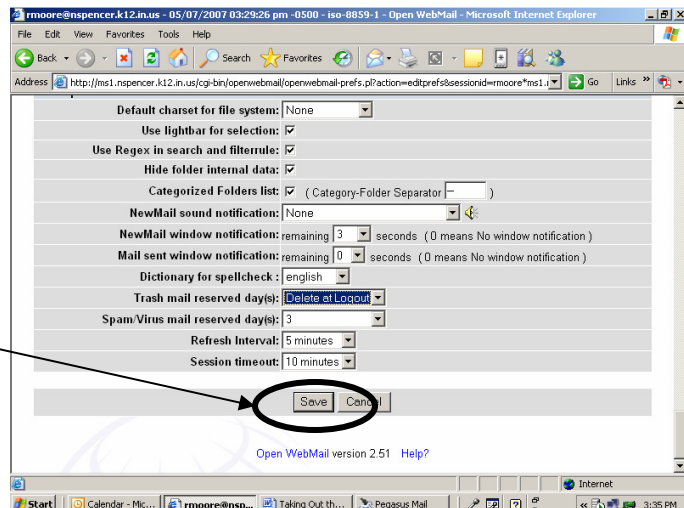 rmoore@nspencer.k12.in.us - 05/07/2007 03:29:26 pm -0500 - iso-8859-1 - Open WebMail - Microsoft Internet Explorer
File Edit View Favorites Tools Help
Back Search Favorites
Address http://ms1.nspencer.k12.in.us/cgi-bin/openwebmail/openwebmail-prefs.pl?action=editprefs&sessionid=rmoore*ms1. Go Links »
Default charset for file system: None
Use lightbar for selection:
Use Regex in search and filterrule:
Hide folder internal data:
Categorized Folders list: ( Category-Folder Separator -- )
NewMail sound notification: None
NewMail window notification: remaining 3 seconds ( 0 means No window notification )
Mail sent window notification: remaining 0 seconds ( 0 means No window notification )
Dictionary for spellcheck : english
Trash mail reserved day(s): Delete at Logout
Spam/Virus mail reserved day(s): 3
Refresh Interval: 5 minutes
Session timeout: 10 minutes
Save Cancel
Open WebMail version 2.51 Help?
Internet
Start Calendar - Mic... rmoore@nsp... Taking Out th... Pegasus Mail « 3:35 PM